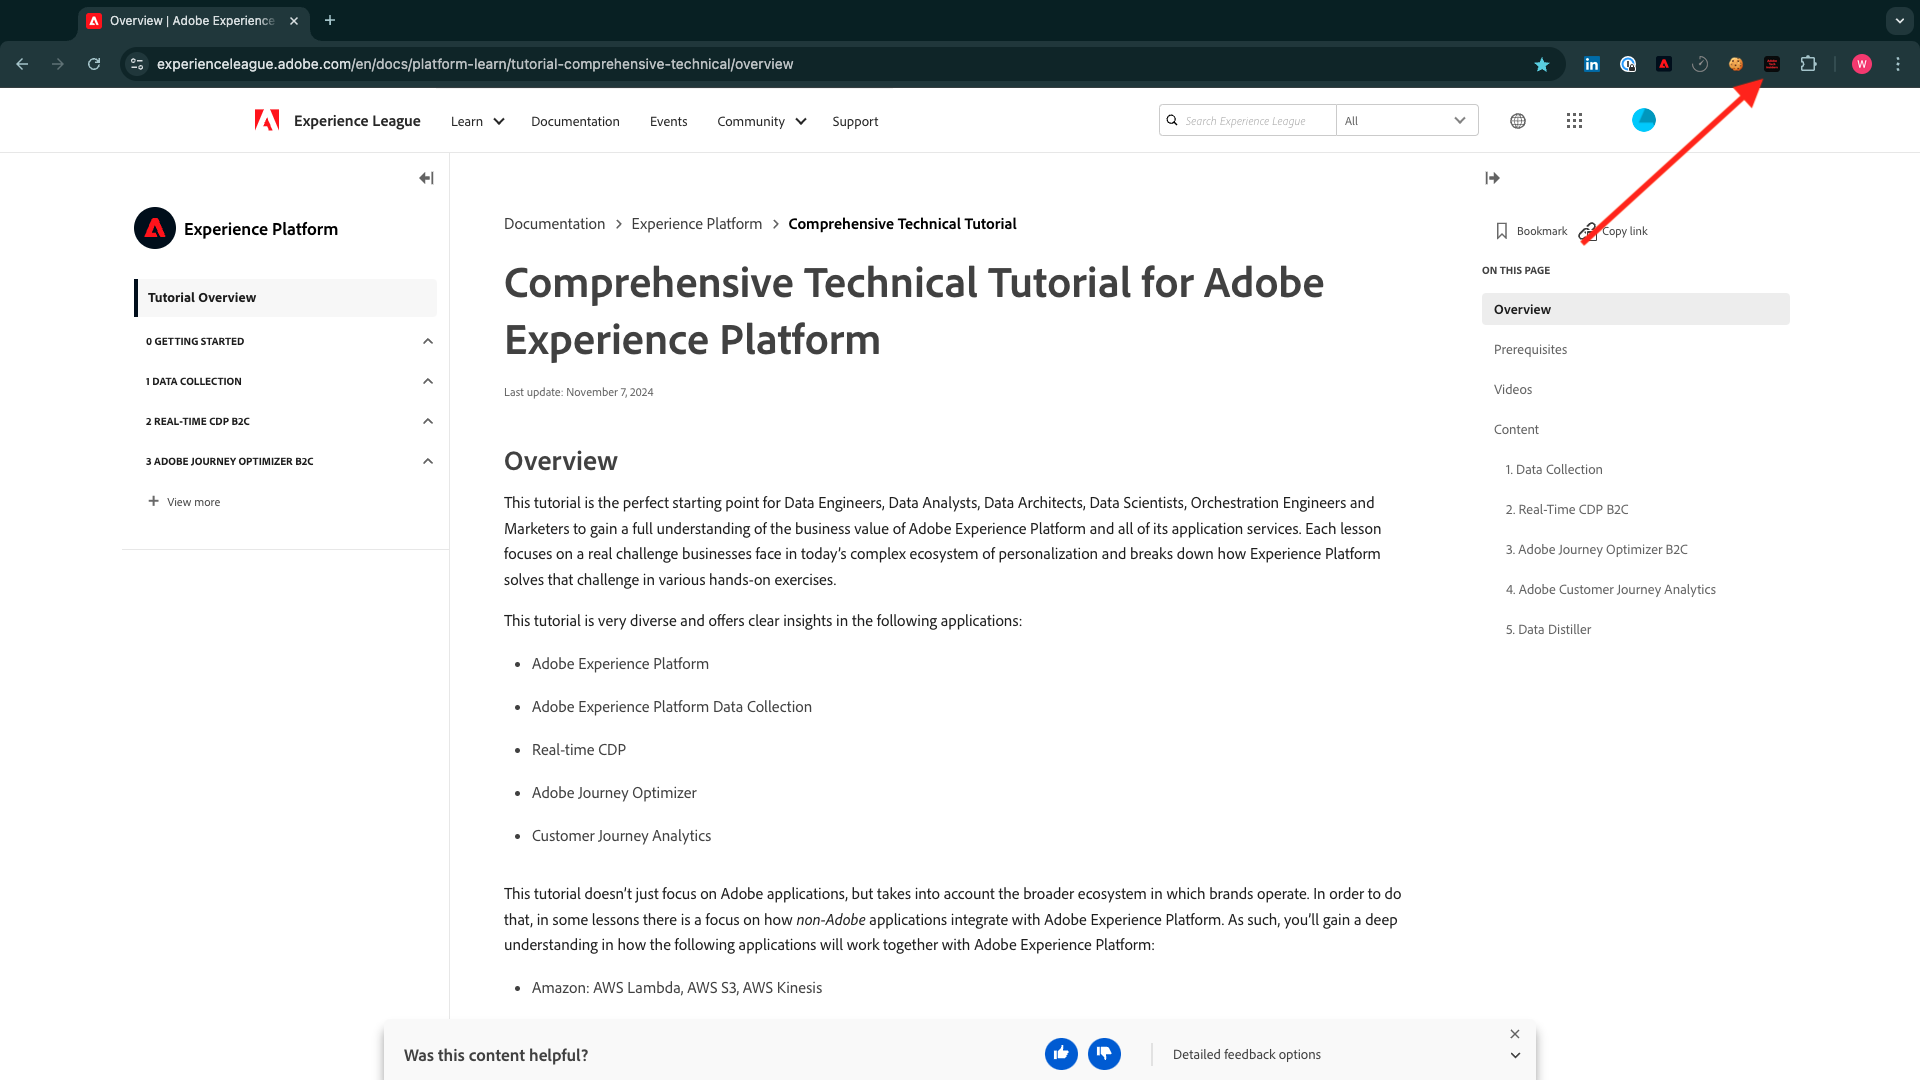 Overview | Adobe Experience
experienceleague.adobe.com/en/docs/platform-learn/tutorial-comprehensive-technical/overview
in
W
Experience League
Learn
Documentation
Events
Community
Support
Search Experience League
All
Experience Platform
Tutorial Overview
0 GETTING STARTED
1 DATA COLLECTION
2 REAL-TIME CDP B2C
3 ADOBE JOURNEY OPTIMIZER B2C
View more
Documentation > Experience Platform > Comprehensive Technical Tutorial
Comprehensive Technical Tutorial for Adobe
Experience Platform
Last update: November 7, 2024
Overview
This tutorial is the perfect starting point for Data Engineers, Data Analysts, Data Architects, Data Scientists, Orchestration Engineers and
Marketers to gain a full understanding of the business value of Adobe Experience Platform and all of its application services. Each lesson
focuses on a real challenge businesses face in today’s complex ecosystem of personalization and breaks down how Experience Platform
solves that challenge in various hands-on exercises.
This tutorial is very diverse and offers clear insights in the following applications:
• Adobe Experience Platform
• Adobe Experience Platform Data Collection
• Real-time CDP
• Adobe Journey Optimizer
• Customer Journey Analytics
This tutorial doesn’t just focus on Adobe applications, but takes into account the broader ecosystem in which brands operate. In order to do
that, in some lessons there is a focus on how non-Adobe applications integrate with Adobe Experience Platform. As such, you’ll gain a deep
understanding in how the following applications will work together with Adobe Experience Platform:
• Amazon: AWS Lambda, AWS S3, AWS Kinesis
Bookmark
Copy link
ON THIS PAGE
Overview
Prerequisites
Videos
Content
1. Data Collection
2. Real-Time CDP B2C
3. Adobe Journey Optimizer B2C
4. Adobe Customer Journey Analytics
5. Data Distiller
Was this content helpful?
Detailed feedback options